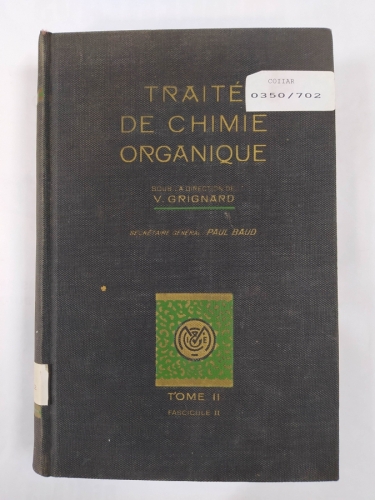 COZIAR
0350/702
TRAITÉ
DE CHIMIE
ORGANIQUE
SOUS LA DIRECTION DE
V. GRIGNARD
SECRÉTAIRE GÉNÉRAL PAUL BAUD
TOME II
FASCICULE II